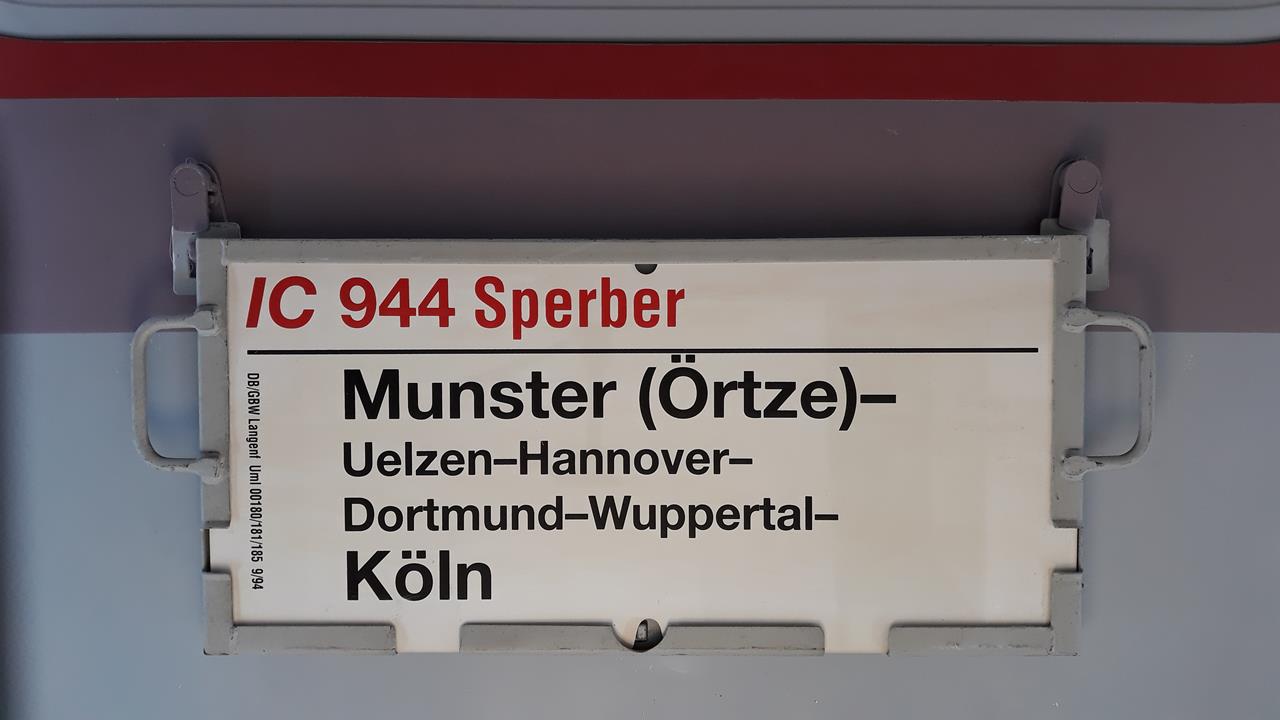 IC 944 Sperber
Munster (Örtze)–
Uelzen–Hannover–
Dortmund–Wuppertal–
Köln
DB/GBW Langenf Uml 00180/181/185 9/94